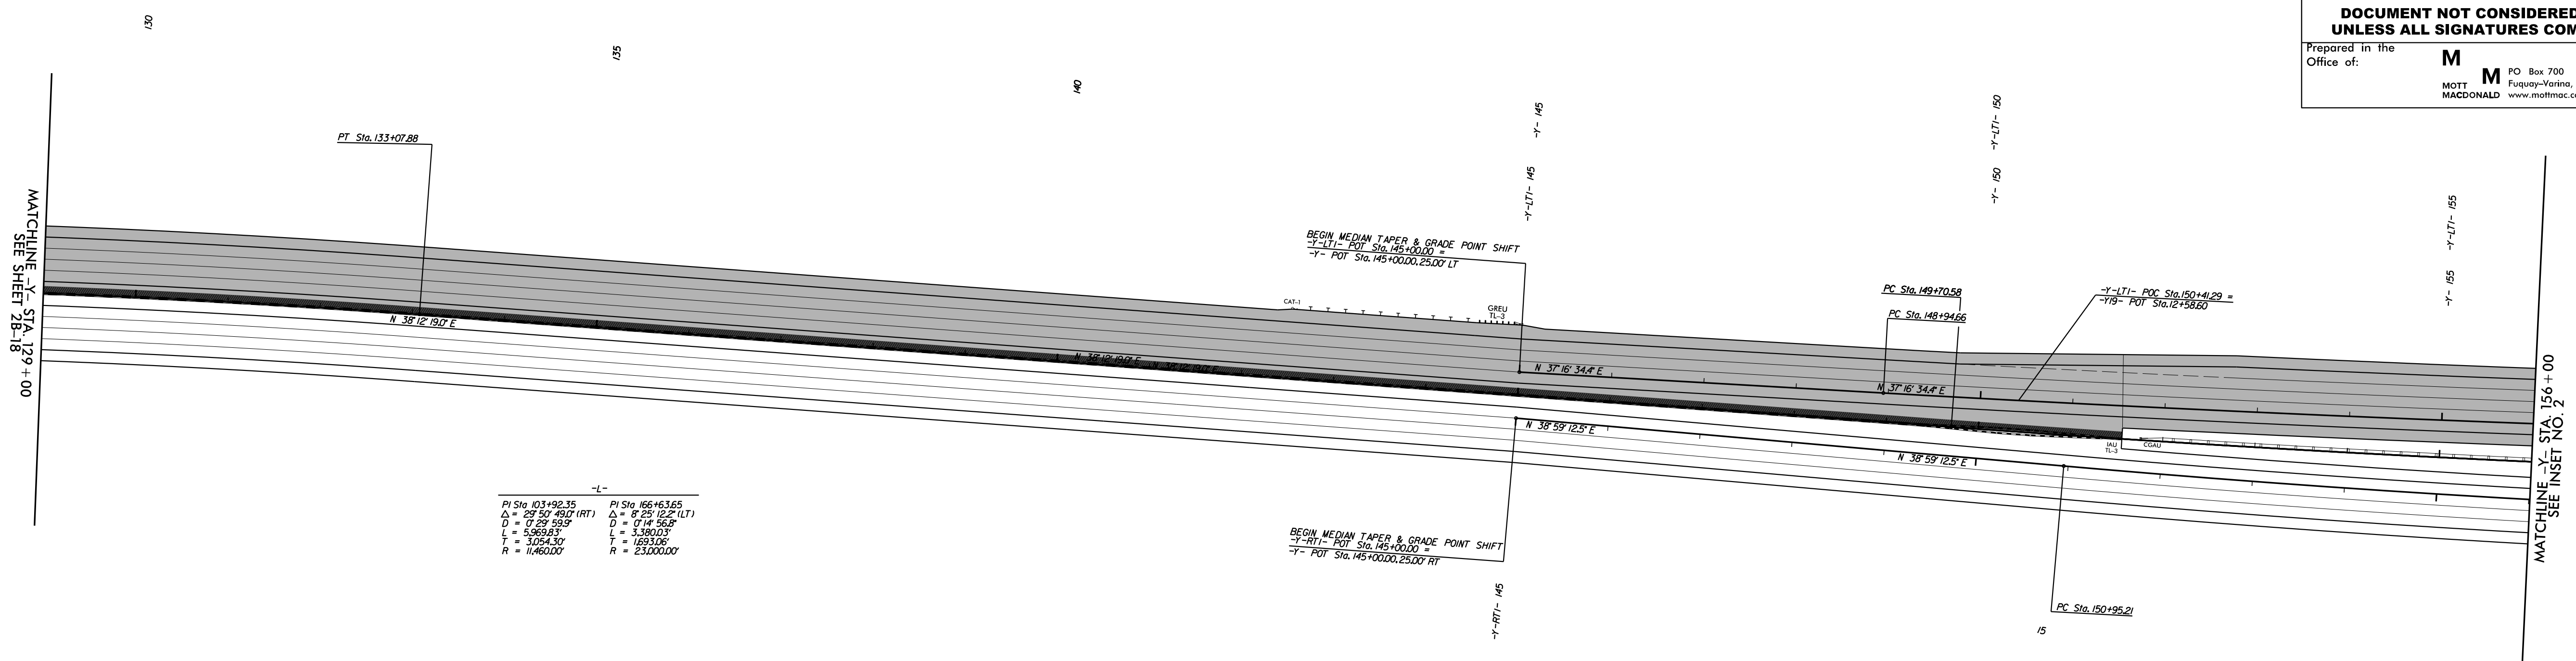 DOCUMENT NOT CONSIDERED
UNLESS ALL SIGNATURES COM
Prepared in the
Office of:
M
M
MOTT
MACDONALD
PO Box 700
Fuquay-Varina,
www.mottmac.c
130
135
140
-Y-LT1- 145
-Y- 145
-Y- 150
-Y-LT1- 150
-Y- 155
-Y-LT1- 155
MATCHLINE -Y- STA. 129+00
SEE SHEET 2B-18
PT Sta. 133+07.88
N 38° 12' 19.0" E
N 38° 12' 19.0" E
N 38° 12' 19.0" E
BEGIN MEDIAN TAPER & GRADE POINT SHIFT
-Y-LT1- POT Sta. 145+00.00 =
-Y- POT Sta. 145+00.00, 25.00' LT
CAT-1
T T T T T T T T T T
GREU
TL-3
N 37° 16' 34.4" E
PC Sta. 149+70.58
PC Sta. 148+94.66
N 37° 16' 34.4" E
-Y-LT1- POC Sta. 150+41.29 =
-Y19- POT Sta. 12+58.60
N 38° 59' 12.5" E
N 38° 59' 12.5" E
IAU
TL-3
CGAU
-L-
PI Sta 103+92.35
Δ = 29° 50' 49.0" (RT)
D = 0° 29' 59.9"
L = 5,969.83'
T = 3,054.30'
R = 11,460.00'
PI Sta 166+63.65
Δ = 8° 25' 12.2" (LT)
D = 0° 14' 56.8"
L = 3,380.03'
T = 1,693.06'
R = 23,000.00'
BEGIN MEDIAN TAPER & GRADE POINT SHIFT
-Y-RT1- POT Sta. 145+00.00 =
-Y- POT Sta. 145+00.00, 25.00' RT
-Y-RT1- 145
PC Sta. 150+95.21
15
MATCHLINE -Y- STA. 156+00
SEE INSET NO. 2